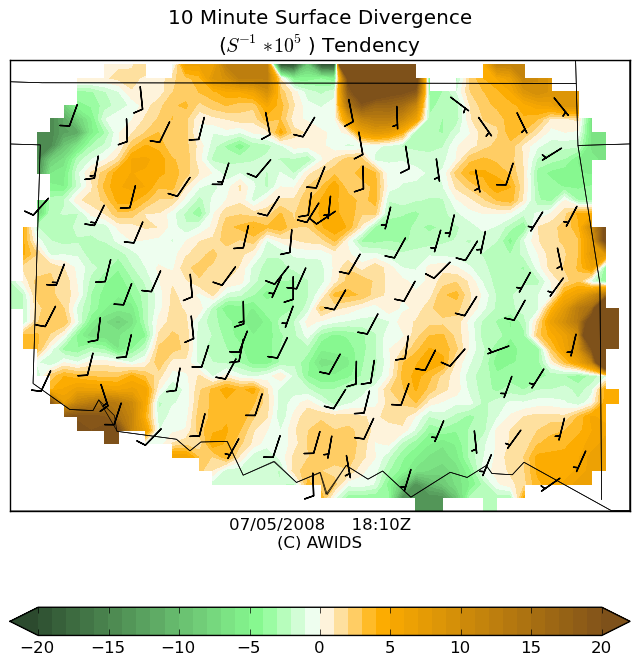 10 Minute Surface Divergence
(S⁻¹ ∗10⁵ ) Tendency
07/05/2008 18:10Z
(C) AWIDS
−20 −15 −10 −5 0 5 10 15 20